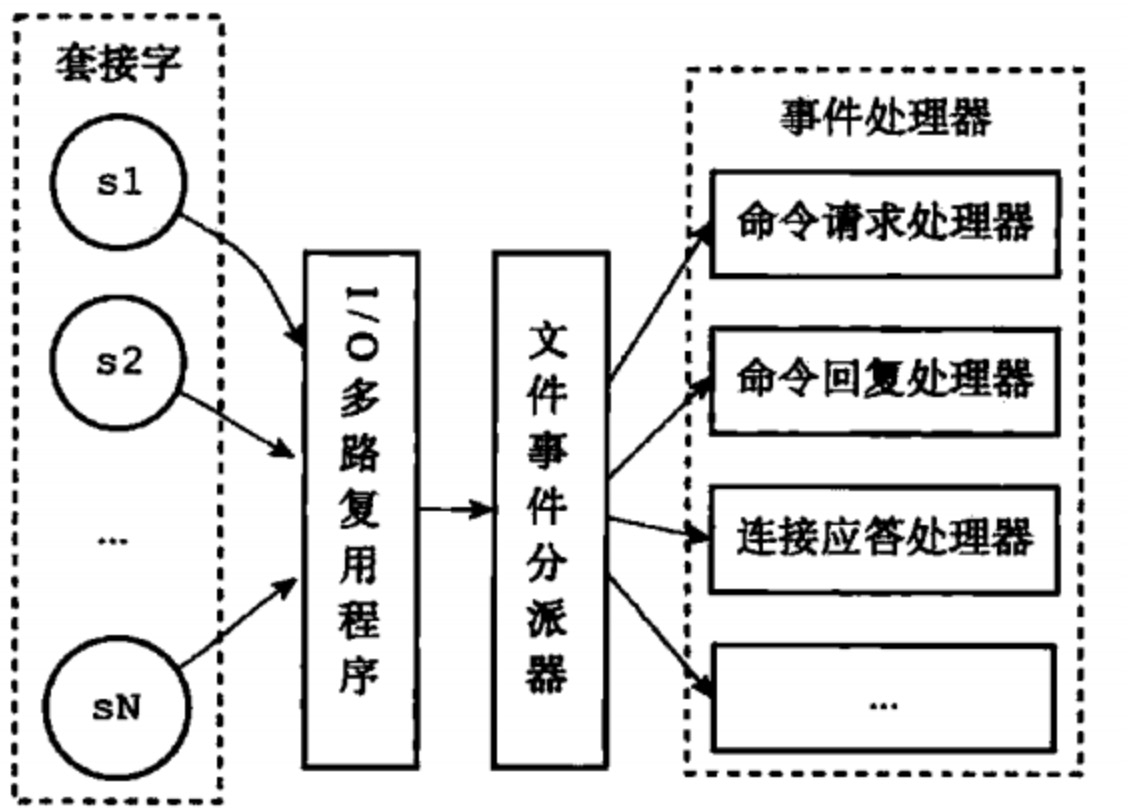 套接字
s1
s2
...
sN
I/O多路复用程序
文件事件分派器
事件处理器
命令请求处理器
命令回复处理器
连接应答处理器
...